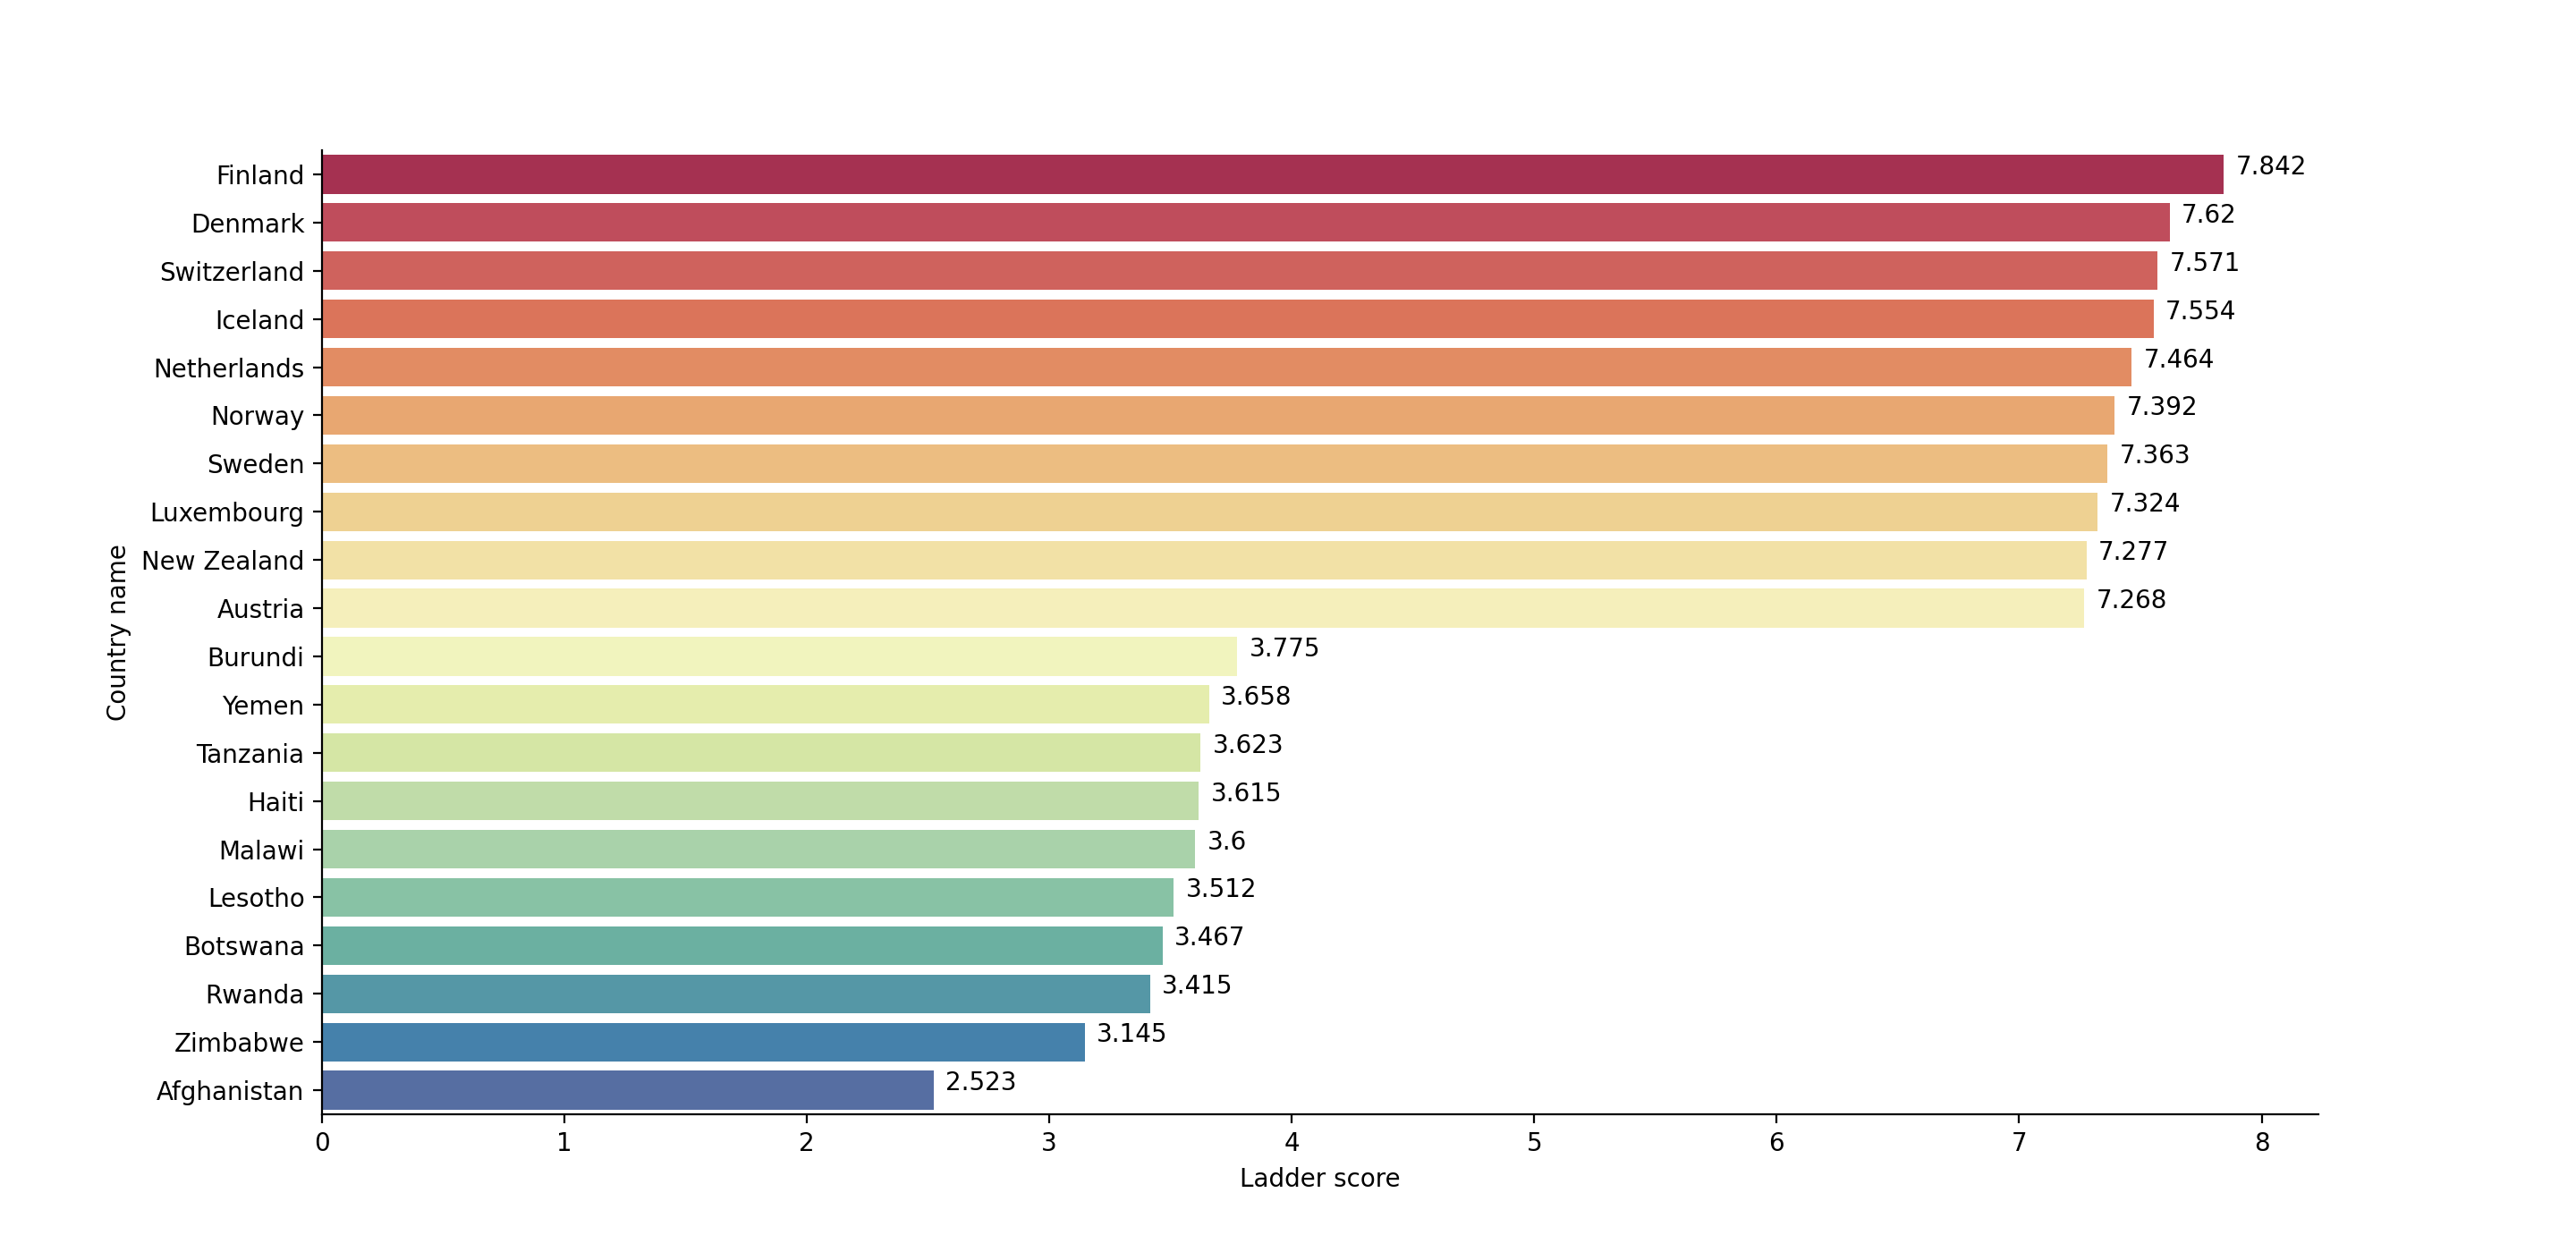 Country name
Finland 7.842
Denmark 7.62
Switzerland 7.571
Iceland 7.554
Netherlands 7.464
Norway 7.392
Sweden 7.363
Luxembourg 7.324
New Zealand 7.277
Austria 7.268
Burundi 3.775
Yemen 3.658
Tanzania 3.623
Haiti 3.615
Malawi 3.6
Lesotho 3.512
Botswana 3.467
Rwanda 3.415
Zimbabwe 3.145
Afghanistan 2.523
0 1 2 3 4 5 6 7 8
Ladder score